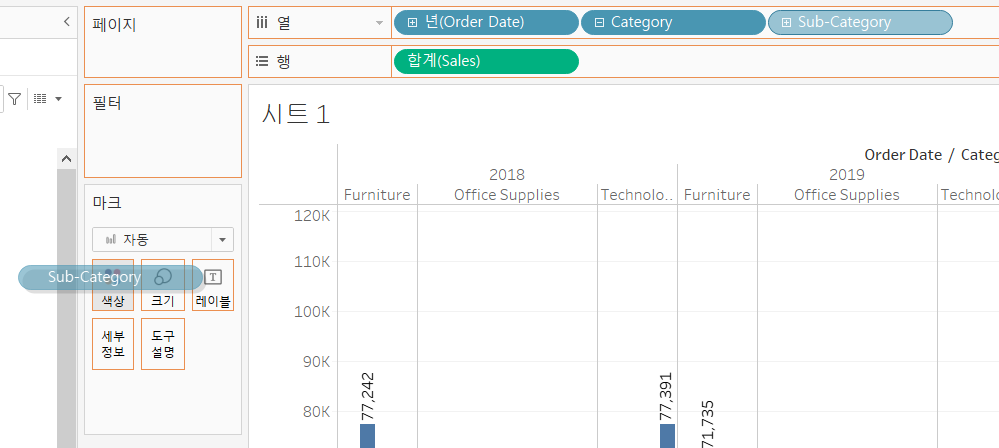 페이지
iii 열
년(Order Date)
Category
Sub-Category
행
합계(Sales)
필터
시트 1
Order Date / Categ
2018
2019
Furniture
Office Supplies
Technolo..
Furniture
Office Supplies
Technolo
마크
자동
Sub-Category
색상
크기
T
레이블
세부
정보
도구
설명
120K
110K
100K
90K
80K
77,242
77,391
71,735